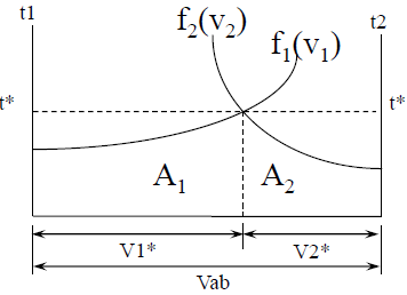 t1
f₂(v₂)
f₁(v₁)
t2
t*
t*
A₁
A₂
V1*
V2*
Vab